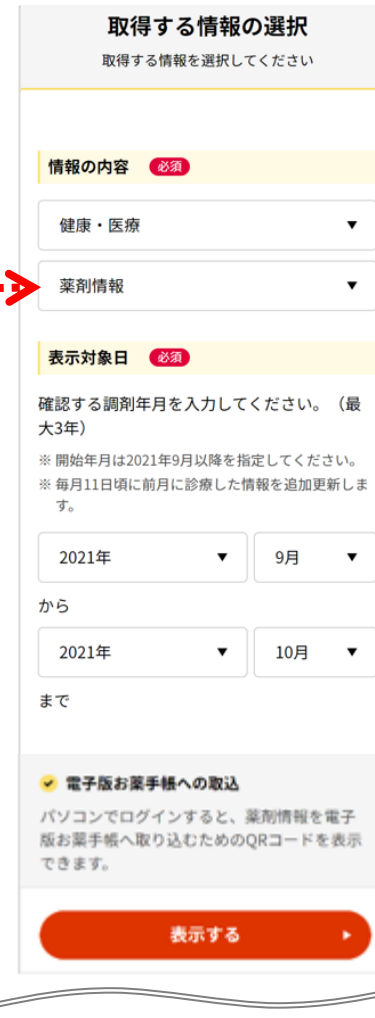 取得する情報の選択
取得する情報を選択してください
情報の内容 必須
健康・医療 ▼
薬剤情報 ▼
表示対象日 必須
確認する調剤年月を入力してください。（最
大3年）
※ 開始年月は2021年9月以降を指定してください。
※ 毎月11日頃に前月に診療した情報を追加更新しま
す。
2021年 ▼ 9月 ▼
から
2021年 ▼ 10月 ▼
まで
電子版お薬手帳への取込
パソコンでログインすると、薬剤情報を電子
版お薬手帳へ取り込むためのQRコードを表示
できます。
表示する